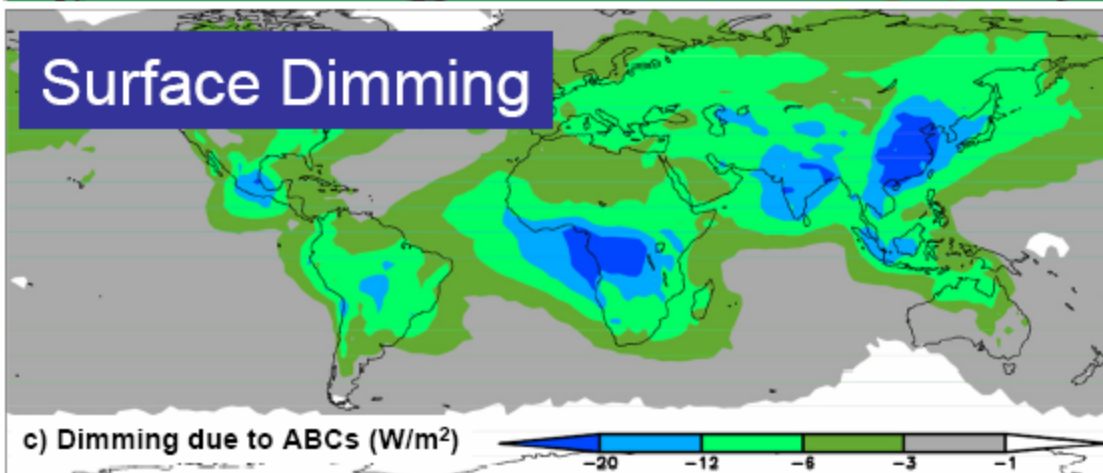 Surface Dimming
c) Dimming due to ABCs (W/m²)
−20 −12 −6 −3 −1